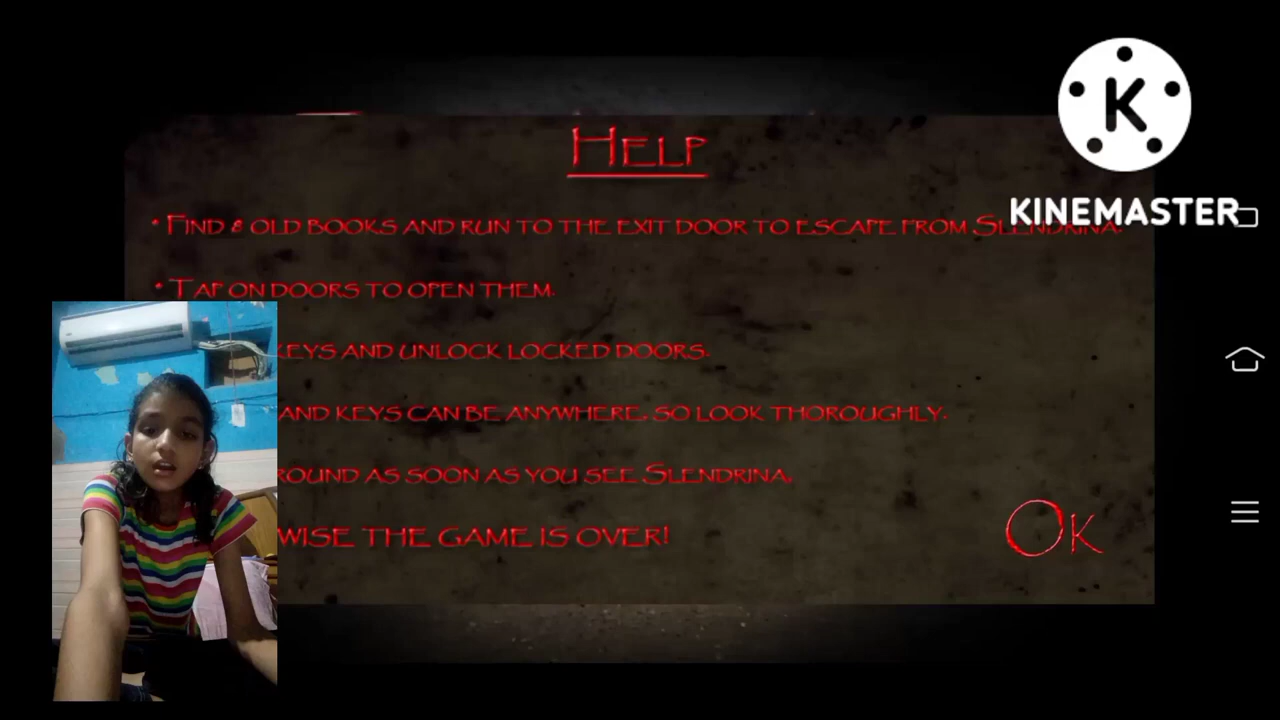 HELP
* FIND 8 OLD BOOKS AND RUN TO THE EXIT DOOR TO ESCAPE FROM SLENDRINA.
* TAP ON DOORS TO OPEN THEM.
KEYS AND UNLOCK LOCKED DOORS.
AND KEYS CAN BE ANYWHERE, SO LOOK THOROUGHLY.
ROUND AS SOON AS YOU SEE SLENDRINA,
WISE THE GAME IS OVER!
OK
K
KINEMASTER